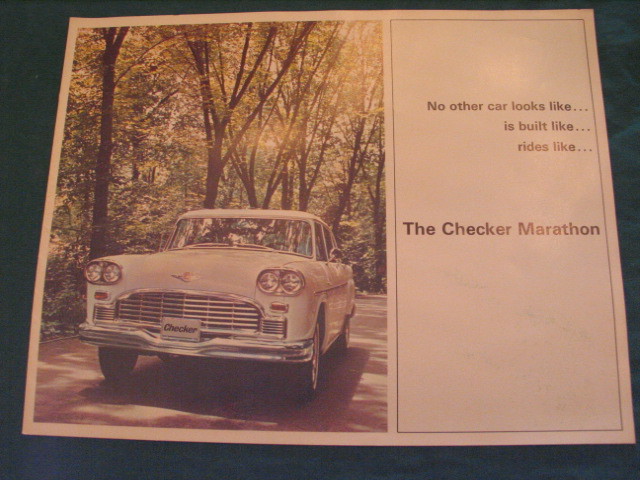 No other car looks like...
is built like...
rides like...
The Checker Marathon
Checker